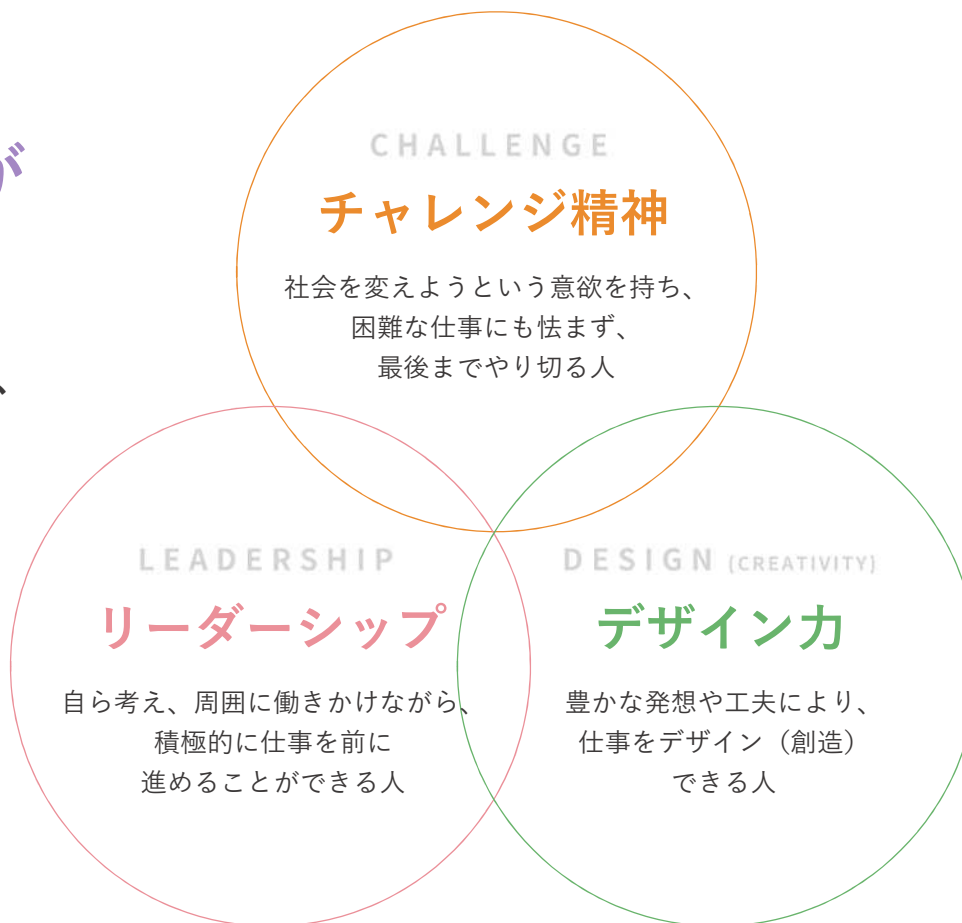 が
、
CHALLENGE
チャレンジ精神
社会を変えようという意欲を持ち、
困難な仕事にも怯まず、
最後までやり切る人
LEADERSHIP
リーダーシップ
自ら考え、周囲に働きかけながら、
積極的に仕事を前に
進めることができる人
DESIGN (CREATIVITY)
デザイン力
豊かな発想や工夫により、
仕事をデザイン（創造）
できる人